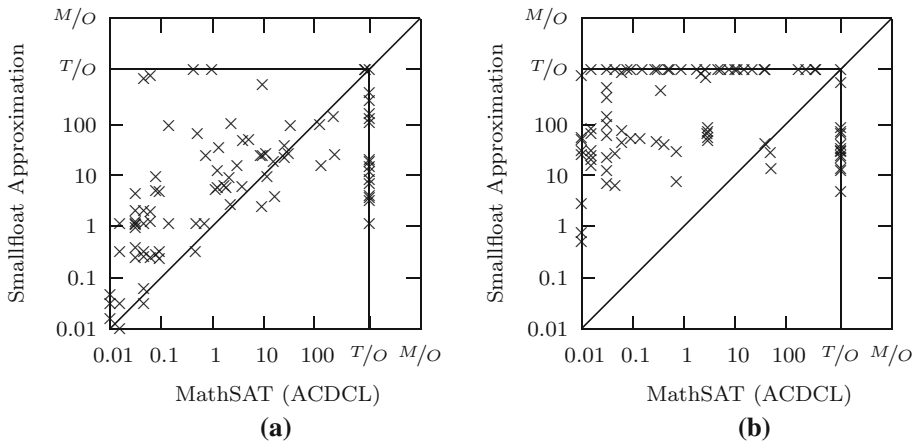 M/O
T/O
100
10
1
0.1
0.01
Smallfloat Approximation
0.01 0.1 1 10 100 T/O M/O
MathSAT (ACDCL)
(a)
M/O
T/O
100
10
1
0.1
0.01
Smallfloat Approximation
0.01 0.1 1 10 100 T/O M/O
MathSAT (ACDCL)
(b)